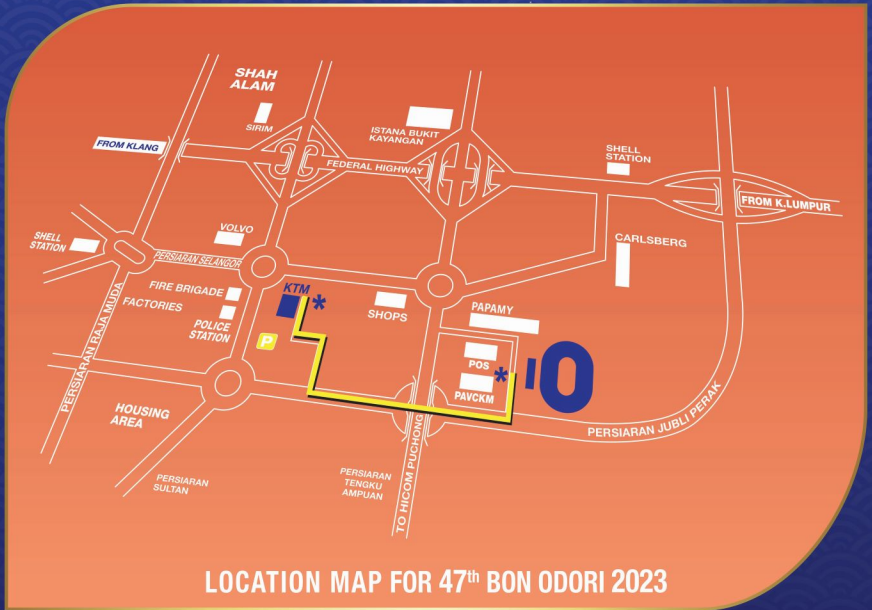 SHAH
ALAM
SIRIM
ISTANA BUKIT
KAYANGAN
FROM KLANG
FEDERAL HIGHWAY
SHELL
STATION
FROM K.LUMPUR
VOLVO
SHELL
STATION
PERSIARAN SELANGOR
CARLSBERG
FIRE BRIGADE
FACTORIES
POLICE
STATION
KTM
*
P
SHOPS
PAPAMY
POS
*
PAVCKM
IO
PERSIARAN RAJA MUDA
HOUSING
AREA
PERSIARAN JUBLI PERAK
PERSIARAN
SULTAN
PERSIARAN
TENGKU
AMPUAN
TO HICOM PUCHONG
LOCATION MAP FOR 47th BON ODORI 2023